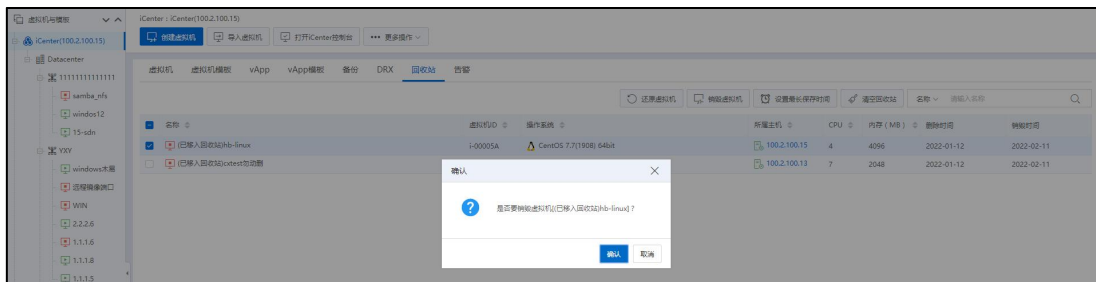 虚拟机与模板
iCenter : iCenter(100.2.100.15)
iCenter(100.2.100.15)
创建虚拟机 导入虚拟机 打开iCenter控制台 ••• 更多操作
Datacenter
11111111111111
samba_nfs
windos12
15-sdn
YXY
windows木易
远程镜像端口
WIN
2.2.2.6
1.1.1.6
1.1.1.8
1.1.1.5
虚拟机 虚拟机模板 vApp vApp模板 备份 DRX 回收站 告警
还原虚拟机 销毁虚拟机 设置最长保存时间 清空回收站 名称 请输入名称
名称 虚拟机ID 操作系统 所属主机 CPU 内存 ( MB ) 删除时间 销毁时间
(已移入回收站)hb-linux i-00005A CentOS 7.7(1908) 64bit 100.2.100.15 4 4096 2022-01-12 2022-02-11
(已移入回收站)cxtest勿动删 100.2.100.13 7 2048 2022-01-12 2022-02-11
确认
是否要销毁虚拟机[(已移入回收站)hb-linux] ?
确认 取消